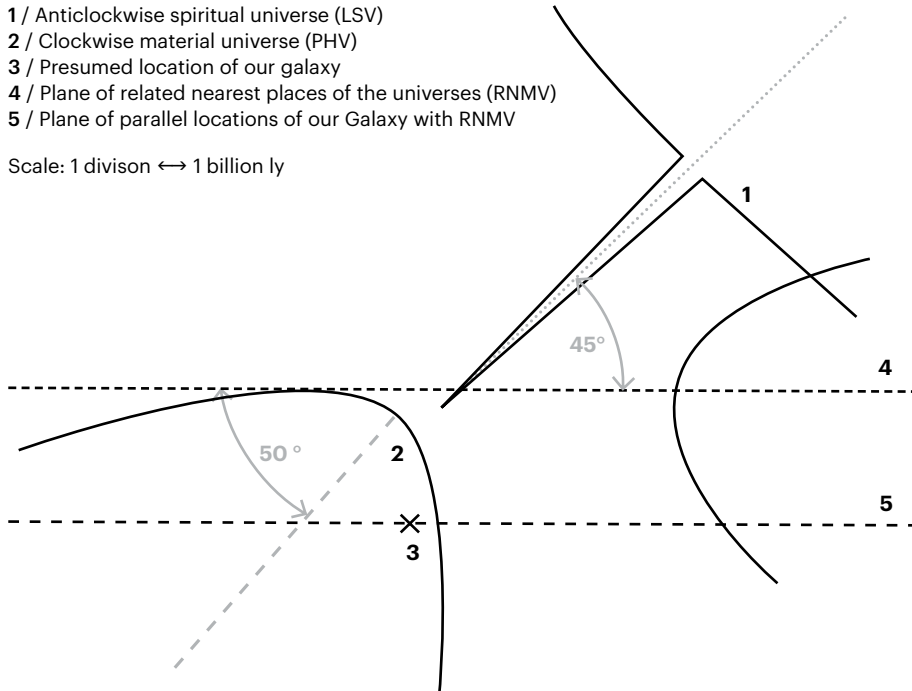 1 / Anticlockwise spiritual universe (LSV)
2 / Clockwise material universe (PHV)
3 / Presumed location of our galaxy
4 / Plane of related nearest places of the universes (RNMV)
5 / Plane of parallel locations of our Galaxy with RNMV
Scale: 1 divison ⟷ 1 billion ly
1
45°
4
50 °
2
5
3